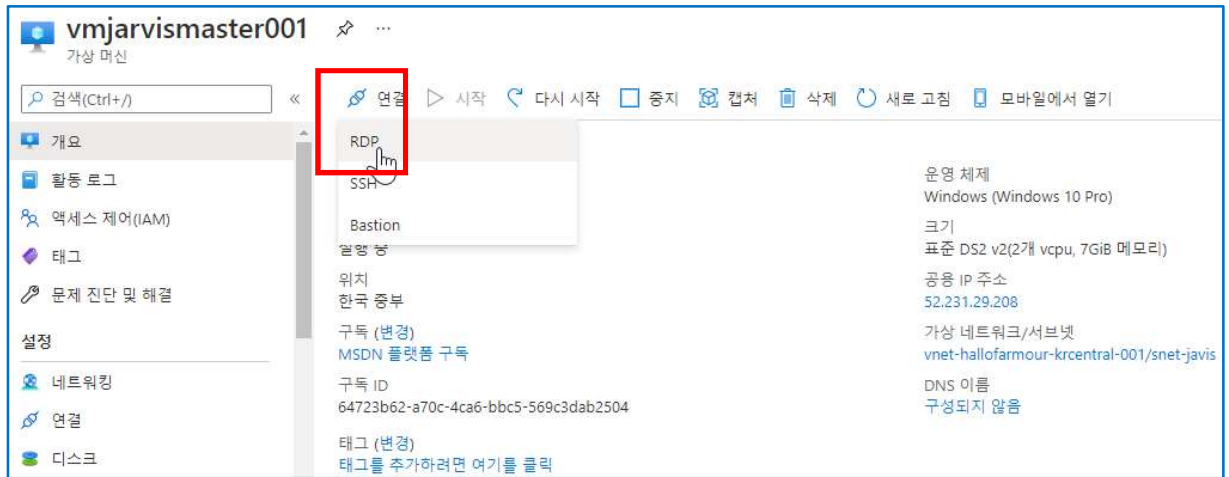 vmjarvismaster001
가상 머신
검색(Ctrl+/)
연결 시작 다시 시작 중지 캡처 삭제 새로 고침 모바일에서 열기
RDP
SSH
Bastion
개요
활동 로그
액세스 제어(IAM)
태그
문제 진단 및 해결
설정
네트워킹
연결
디스크
실행 중
위치
한국 중부
구독 (변경)
MSDN 플랫폼 구독
구독 ID
64723b62-a70c-4ca6-bbc5-569c3dab2504
태그 (변경)
태그를 추가하려면 여기를 클릭
운영 체제
Windows (Windows 10 Pro)
크기
표준 DS2 v2(2개 vcpu, 7GiB 메모리)
공용 IP 주소
52.231.29.208
가상 네트워크/서브넷
vnet-hallofarmour-krcentral-001/snet-javis
DNS 이름
구성되지 않음